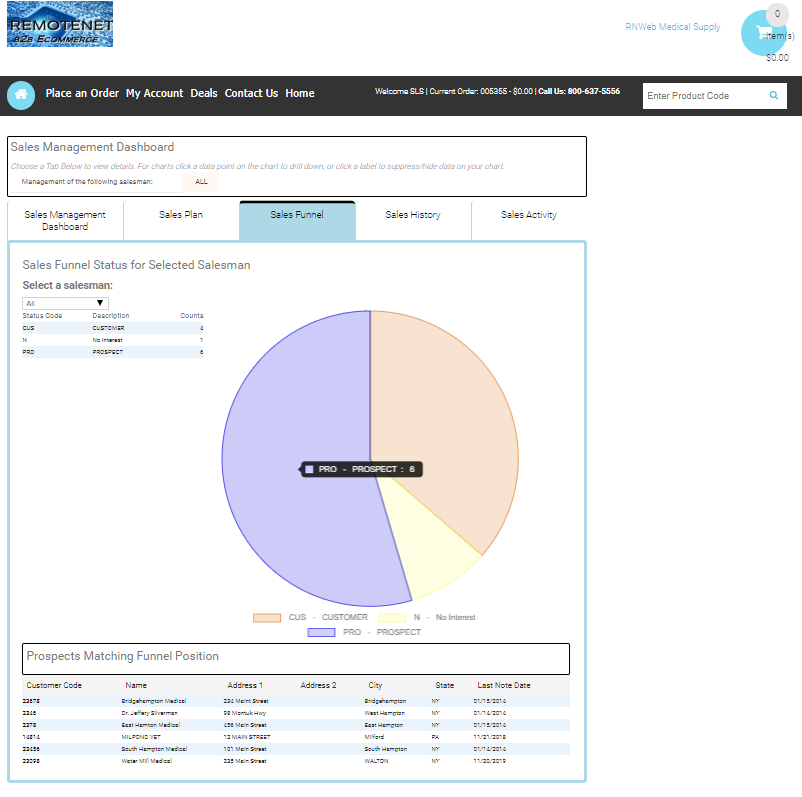 REMOTENET
B2B ECOMMERCE
RNWeb Medical Supply
0
item(s)
$0.00
Place an Order My Account Deals Contact Us Home
Welcome SLS | Current Order: 005355 - $0.00 | Call Us: 800-637-5556
Enter Product Code
Sales Management Dashboard
Choose a Tab Below to view details. For charts click a data point on the chart to drill down, or click a label to suppress/hide data on your chart.
Management of the following salesman: ALL
Sales Management Dashboard
Sales Plan
Sales Funnel
Sales History
Sales Activity
Sales Funnel Status for Selected Salesman
Select a salesman:
All
Status Code Description Counts
CUS CUSTOMER 4
N No Interest 1
PRO PROSPECT 6
PRO - PROSPECT : 6
CUS - CUSTOMER N - No Interest
PRO - PROSPECT
Prospects Matching Funnel Position
Customer Code Name Address 1 Address 2 City State Last Note Date
23678 Bridgehampton Medical 234 Maint Street Bridgehampton NY 01/15/2014
2346 Dr. Jeffery Silverman 98 Montuk Hwy West Hampton NY 01/14/2014
2378 East Hamton Medical 456 Main Street East Hempton NY 01/15/2014
14814 MILPOND VET 12 MAIN STREET Milford PA 11/21/2018
23456 South Hampton Medical 101 Main Street South Hampton NY 01/14/2014
23098 Water Mill Medical 235 Main Street WALTON NY 11/20/2019